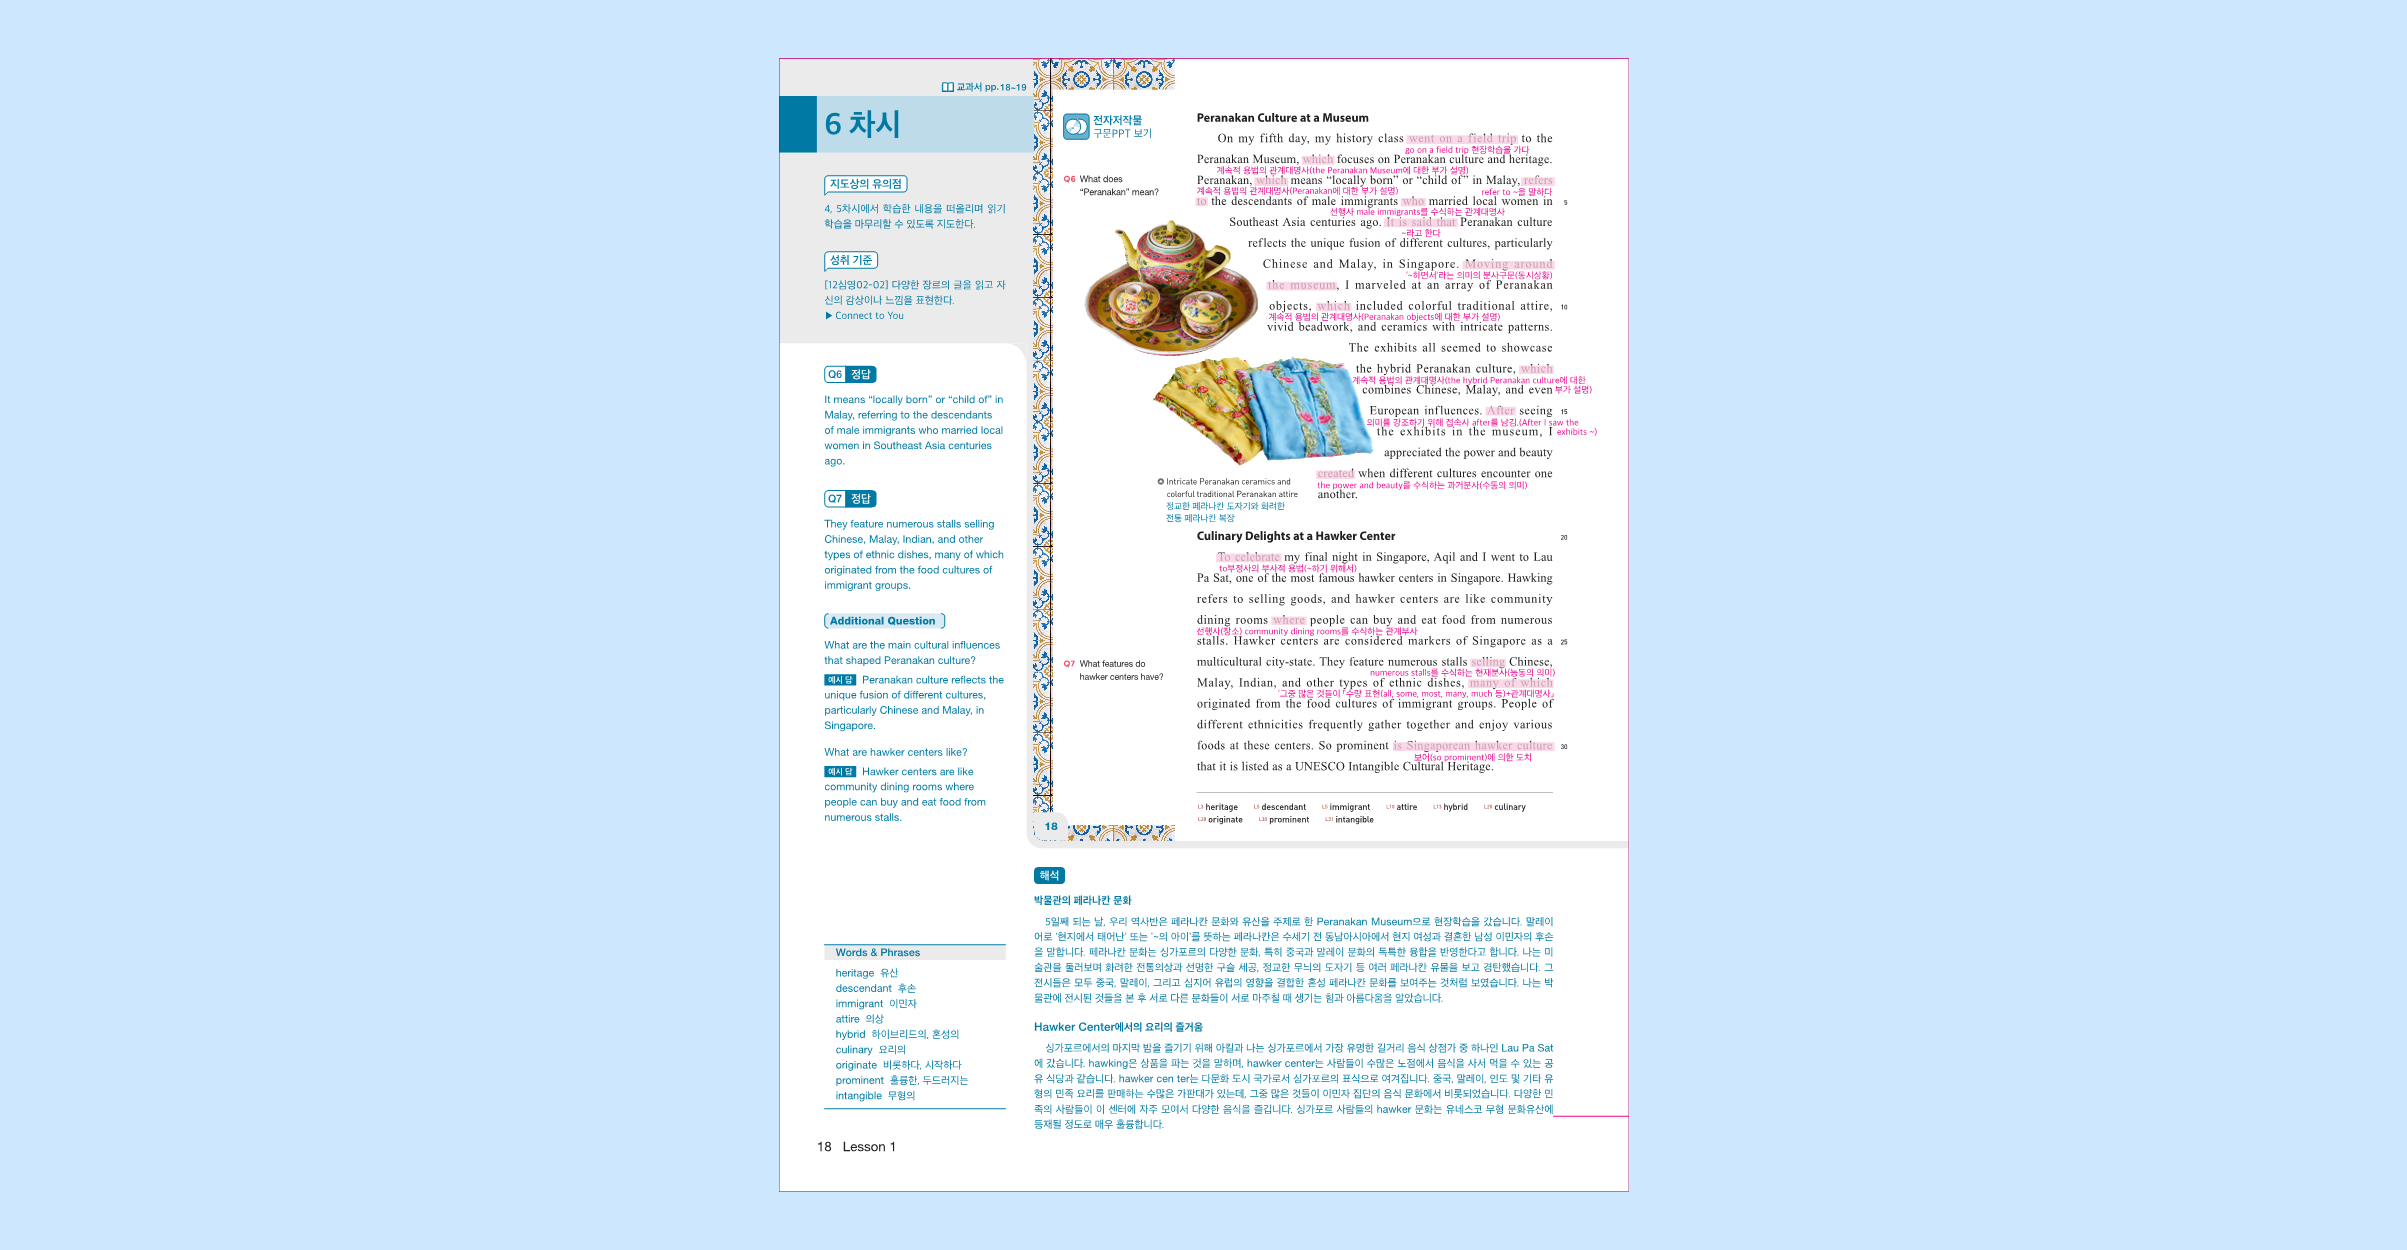 교과서 pp.18~19
6 차시
지도상의 유의점
4, 5차시에서 학습한 내용을 떠올리며 읽기
학습을 마무리할 수 있도록 지도한다.
성취 기준
[12심영02-02] 다양한 장르의 글을 읽고 자
신의 감상이나 느낌을 표현한다.
▶ Connect to You
Q6 정답
It means “locally born” or “child of” in
Malay, referring to the descendants
of male immigrants who married local
women in Southeast Asia centuries
ago.
Q7 정답
They feature numerous stalls selling
Chinese, Malay, Indian, and other
types of ethnic dishes, many of which
originated from the food cultures of
immigrant groups.
Additional Question
What are the main cultural influences
that shaped Peranakan culture?
예시 답 Peranakan culture reflects the
unique fusion of different cultures,
particularly Chinese and Malay, in
Singapore.
What are hawker centers like?
예시 답 Hawker centers are like
community dining rooms where
people can buy and eat food from
numerous stalls.
Words & Phrases
heritage 유산
descendant 후손
immigrant 이민자
attire 의상
hybrid 하이브리드의, 혼성의
culinary 요리의
originate 비롯하다, 시작하다
prominent 훌륭한, 두드러지는
intangible 무형의
18 Lesson 1
전자저작물
구문PPT 보기
Q6 What does
“Peranakan” mean?
Peranakan Culture at a Museum
On my fifth day, my history class went on a field trip to the
go on a field trip 현장학습을 가다
Peranakan Museum, which focuses on Peranakan culture and heritage.
계속적 용법의 관계대명사(the Peranakan Museum에 대한 부가 설명)
Peranakan, which means “locally born” or “child of” in Malay, refers
계속적 용법의 관계대명사(Peranakan에 대한 부가 설명) refer to ~을 말하다
to the descendants of male immigrants who married local women in 5
선행사 male immigrants를 수식하는 관계대명사
Southeast Asia centuries ago. It is said that Peranakan culture
~라고 한다
reflects the unique fusion of different cultures, particularly
Chinese and Malay, in Singapore. Moving around
'~하면서'라는 의미의 분사구문(동시상황)
the museum, I marveled at an array of Peranakan
objects, which included colorful traditional attire, 10
계속적 용법의 관계대명사(Peranakan objects에 대한 부가 설명)
vivid beadwork, and ceramics with intricate patterns.
The exhibits all seemed to showcase
the hybrid Peranakan culture, which
계속적 용법의 관계대명사(the hybrid Peranakan culture에 대한
combines Chinese, Malay, and even 부가 설명)
European influences. After seeing 15
의미를 강조하기 위해 접속사 after를 남김.(After I saw the
the exhibits in the museum, I exhibits ~)
appreciated the power and beauty
created when different cultures encounter one
the power and beauty를 수식하는 과거분사(수동의 의미)
another.
Intricate Peranakan ceramics and
colorful traditional Peranakan attire
정교한 페라나칸 도자기와 화려한
전통 페라나칸 복장
Culinary Delights at a Hawker Center 20
To celebrate my final night in Singapore, Aqil and I went to Lau
to부정사의 부사적 용법(~하기 위해서)
Pa Sat, one of the most famous hawker centers in Singapore. Hawking
refers to selling goods, and hawker centers are like community
dining rooms where people can buy and eat food from numerous
선행사(장소) community dining rooms를 수식하는 관계부사
stalls. Hawker centers are considered markers of Singapore as a 25
Q7 What features do
hawker centers have?
multicultural city-state. They feature numerous stalls selling Chinese,
numerous stalls를 수식하는 현재분사(능동의 의미)
Malay, Indian, and other types of ethnic dishes, many of which
'그중 많은 것들이 「수량 표현(all, some, most, many, much 등)+관계대명사」
originated from the food cultures of immigrant groups. People of
different ethnicities frequently gather together and enjoy various
foods at these centers. So prominent is Singaporean hawker culture 30
보어(so prominent)에 의한 도치
that it is listed as a UNESCO Intangible Cultural Heritage.
L3 heritage L5 descendant L5 immigrant L10 attire L13 hybrid L20 culinary
L28 originate L30 prominent L31 intangible
18
해석
박물관의 페라나칸 문화
5일째 되는 날, 우리 역사반은 페라나칸 문화와 유산을 주제로 한 Peranakan Museum으로 현장학습을 갔습니다. 말레이
어로 '현지에서 태어난' 또는 '~의 아이'를 뜻하는 페라나칸은 수세기 전 동남아시아에서 현지 여성과 결혼한 남성 이민자의 후손
을 말합니다. 페라나칸 문화는 싱가포르의 다양한 문화, 특히 중국과 말레이 문화의 독특한 융합을 반영한다고 합니다. 나는 미
술관을 둘러보며 화려한 전통의상과 선명한 구슬 세공, 정교한 무늬의 도자기 등 여러 페라나칸 유물을 보고 경탄했습니다. 그
전시들은 모두 중국, 말레이, 그리고 심지어 유럽의 영향을 결합한 혼성 페라나칸 문화를 보여주는 것처럼 보였습니다. 나는 박
물관에 전시된 것들을 본 후 서로 다른 문화들이 서로 마주칠 때 생기는 힘과 아름다움을 알았습니다.
Hawker Center에서의 요리의 즐거움
싱가포르에서의 마지막 밤을 즐기기 위해 아킬과 나는 싱가포르에서 가장 유명한 길거리 음식 상점가 중 하나인 Lau Pa Sat
에 갔습니다. hawking은 상품을 파는 것을 말하며, hawker center는 사람들이 수많은 노점에서 음식을 사서 먹을 수 있는 공
유 식당과 같습니다. hawker cen ter는 다문화 도시 국가로서 싱가포르의 표식으로 여겨집니다. 중국, 말레이, 인도 및 기타 유
형의 민족 요리를 판매하는 수많은 가판대가 있는데, 그중 많은 것들이 이민자 집단의 음식 문화에서 비롯되었습니다. 다양한 민
족의 사람들이 이 센터에 자주 모여서 다양한 음식을 즐깁니다. 싱가포르 사람들의 hawker 문화는 유네스코 무형 문화유산에
등재될 정도로 매우 훌륭합니다.